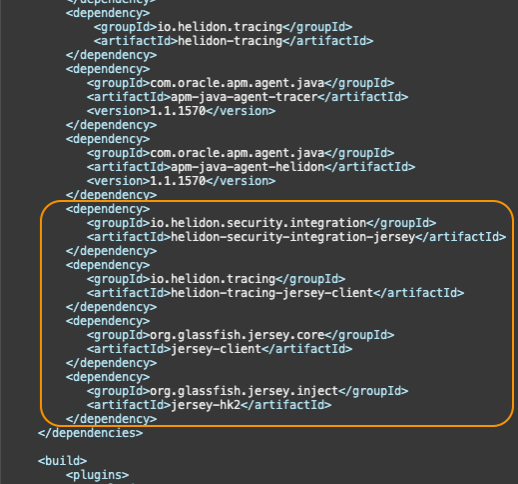 </dependency>
<dependency>
<groupId>io.helidon.tracing</groupId>
<artifactId>helidon-tracing</artifactId>
</dependency>
<dependency>
<groupId>com.oracle.apm.agent.java</groupId>
<artifactId>apm-java-agent-tracer</artifactId>
<version>1.1.1570</version>
</dependency>
<dependency>
<groupId>com.oracle.apm.agent.java</groupId>
<artifactId>apm-java-agent-helidon</artifactId>
<version>1.1.1570</version>
</dependency>
<dependency>
<groupId>io.helidon.security.integration</groupId>
<artifactId>helidon-security-integration-jersey</artifactId>
</dependency>
<dependency>
<groupId>io.helidon.tracing</groupId>
<artifactId>helidon-tracing-jersey-client</artifactId>
</dependency>
<dependency>
<groupId>org.glassfish.jersey.core</groupId>
<artifactId>jersey-client</artifactId>
</dependency>
<dependency>
<groupId>org.glassfish.jersey.inject</groupId>
<artifactId>jersey-hk2</artifactId>
</dependency>
</dependencies>
<build>
<plugins>